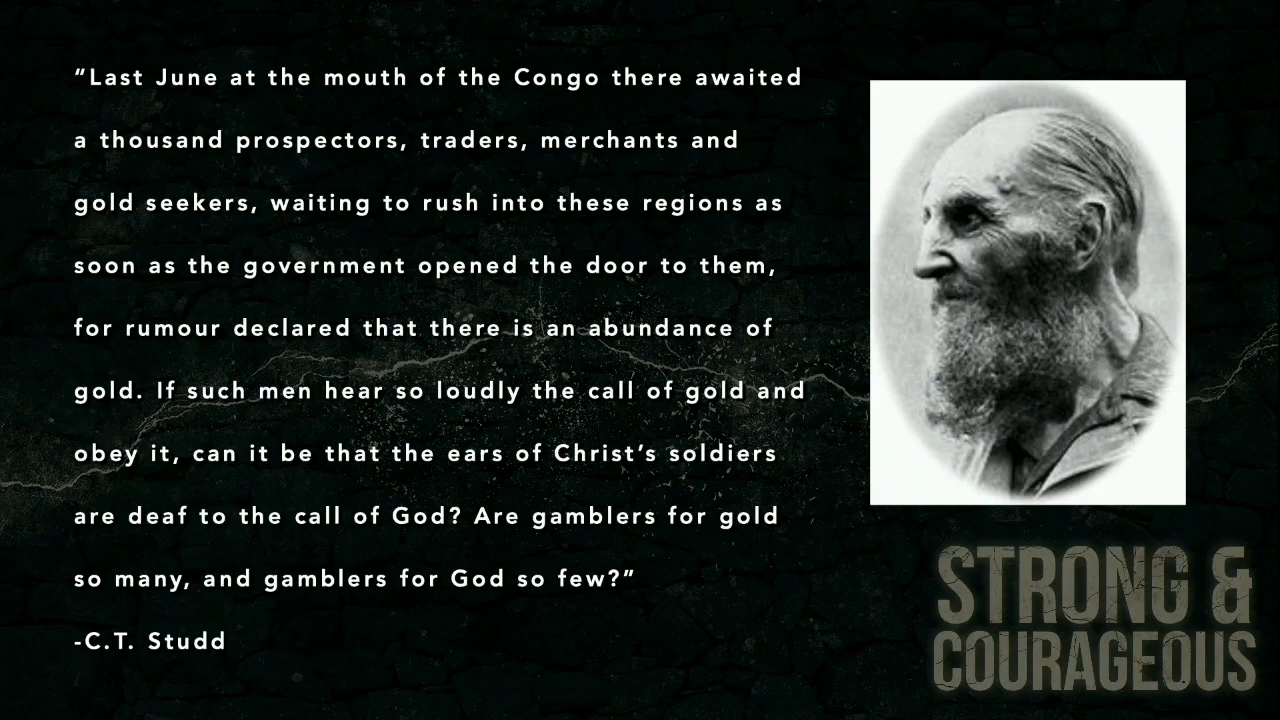 “Last June at the mouth of the Congo there awaited
a thousand prospectors, traders, merchants and
gold seekers, waiting to rush into these regions as
soon as the government opened the door to them,
for rumour declared that there is an abundance of
gold. If such men hear so loudly the call of gold and
obey it, can it be that the ears of Christ’s soldiers
are deaf to the call of God? Are gamblers for gold
so many, and gamblers for God so few?”
-C.T. Studd
STRONG &
COURAGEOUS